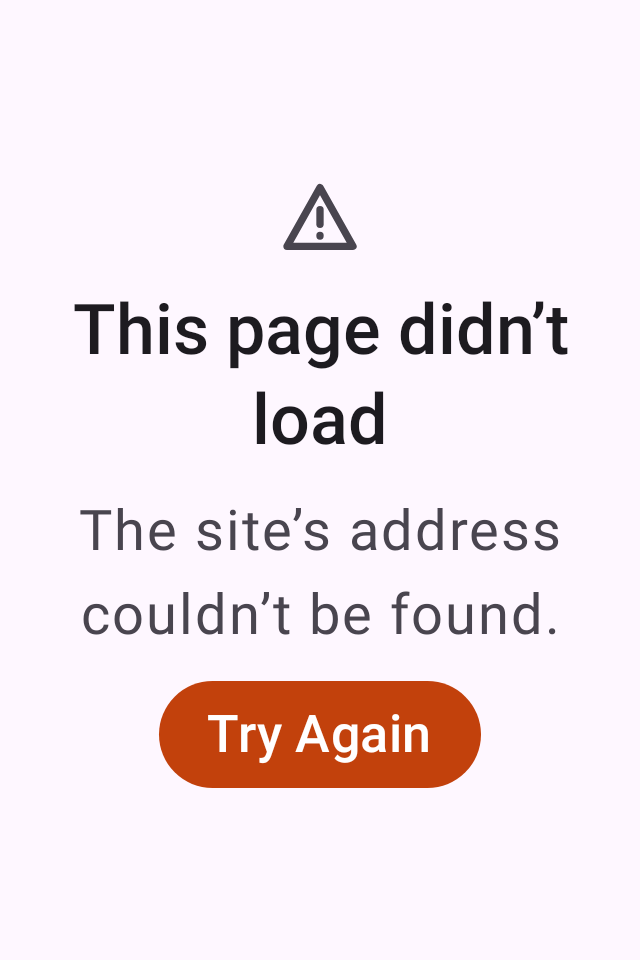 This page didn’t
load
The site’s address
couldn’t be found.
Try Again